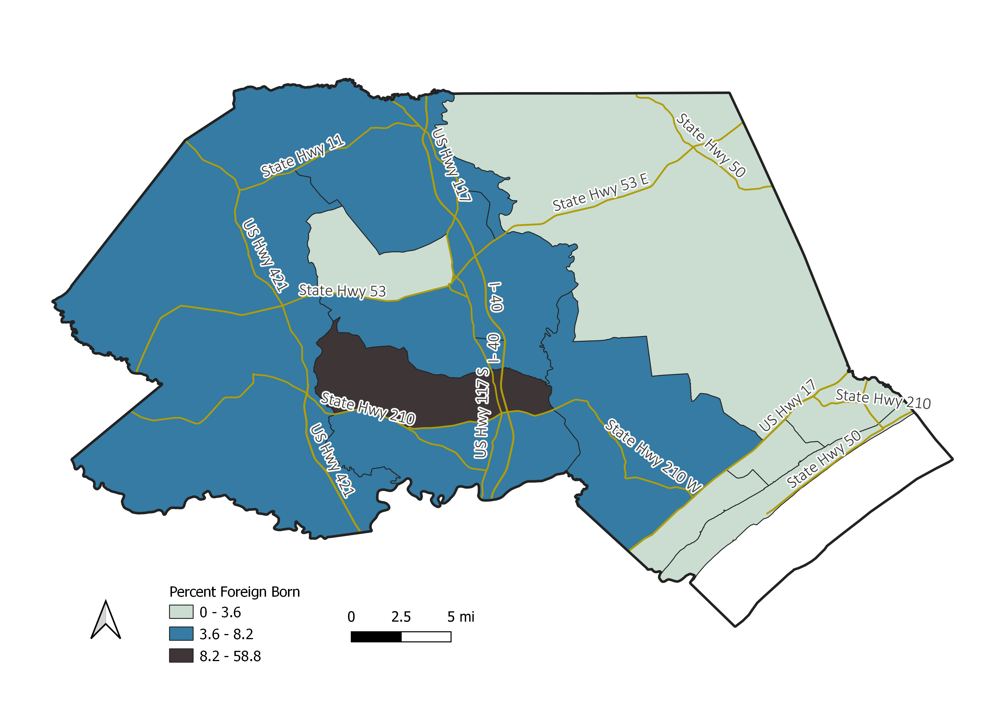 State Hwy 11
US Hwy 117
State Hwy 50
State Hwy 53 E
US Hwy 421
State Hwy 53
I- 40
I- 40
US Hwy 117 S
State Hwy 210
US Hwy 17
State Hwy 210
US Hwy 421
State Hwy 210 W
State Hwy 50
Percent Foreign Born
0 - 3.6
3.6 - 8.2
8.2 - 58.8
0 2.5 5 mi